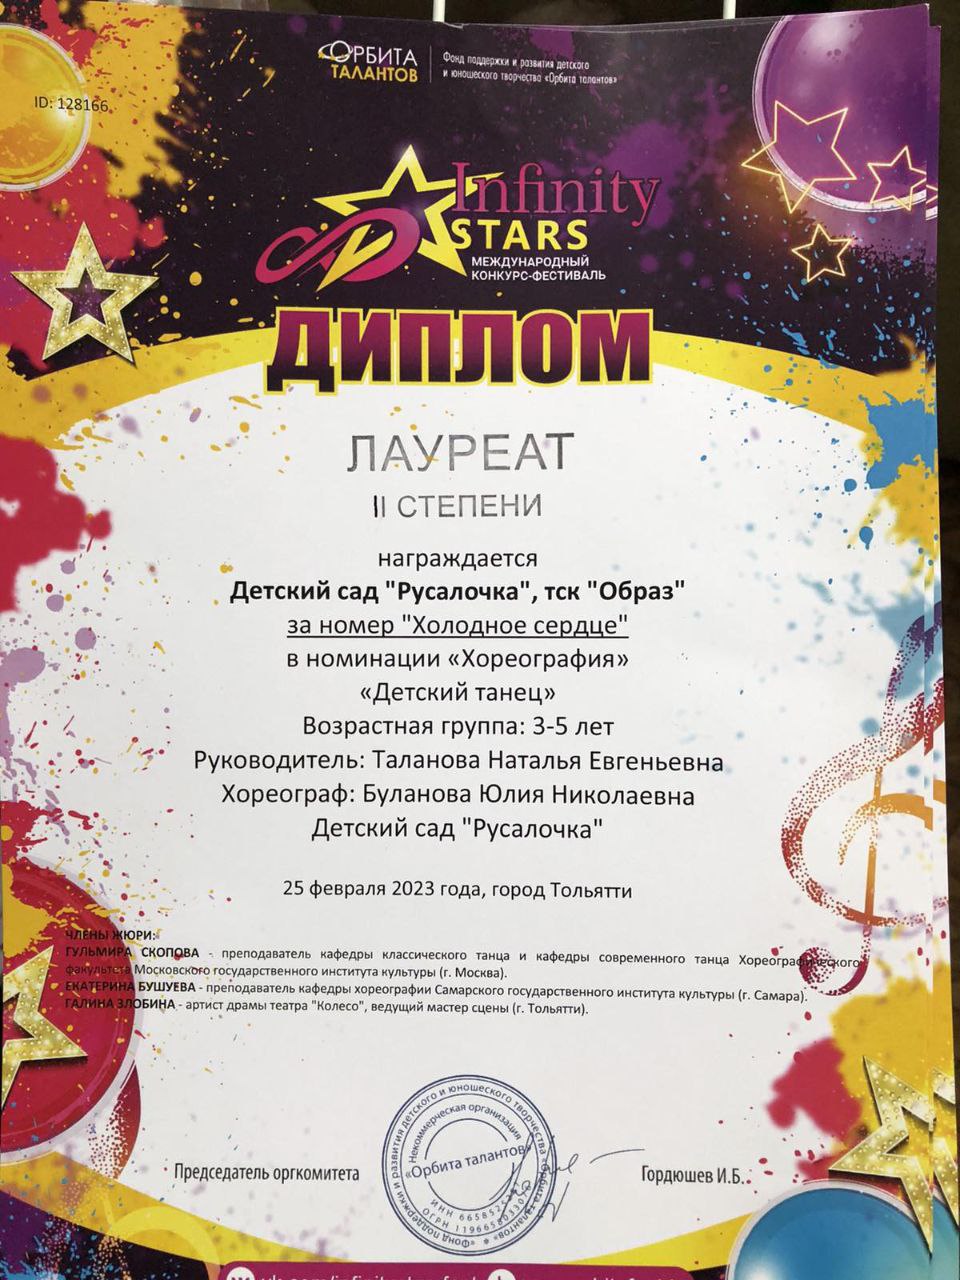 ОРБИТА
ТАЛАНТОВ
Фонд поддержки и развития детского
и юношеского творчества «Орбита талантов»
ID: 128166
Infinity
STARS
МЕЖДУНАРОДНЫЙ
КОНКУРС-ФЕСТИВАЛЬ
ДИПЛОМ
ЛАУРЕАТ
II СТЕПЕНИ
награждается
Детский сад "Русалочка", тск "Образ"
за номер "Холодное сердце"
в номинации «Хореография»
«Детский танец»
Возрастная группа: 3-5 лет
Руководитель: Таланова Наталья Евгеньевна
Хореограф: Буланова Юлия Николаевна
Детский сад "Русалочка"
25 февраля 2023 года, город Тольятти
ЧЛЕНЫ ЖЮРИ:
ГУЛЬМИРА СКОПОВА - преподаватель кафедры классического танца и кафедры современного танца Хореографического
факультета Московского государственного института культуры (г. Москва).
ЕКАТЕРИНА БУШУЕВА - преподаватель кафедры хореографии Самарского государственного института культуры (г. Самара).
ГАЛИНА ЗЛОБИНА - артист драмы театра "Колесо", ведущий мастер сцены (г. Тольятти).
Председатель оргкомитета
Гордюшев И.Б.
«Фонд поддержки и развития детского и юношеского творчества «Орбита талантов»
Некоммерческая организация
«Орбита талантов»
ИНН
ОГРН